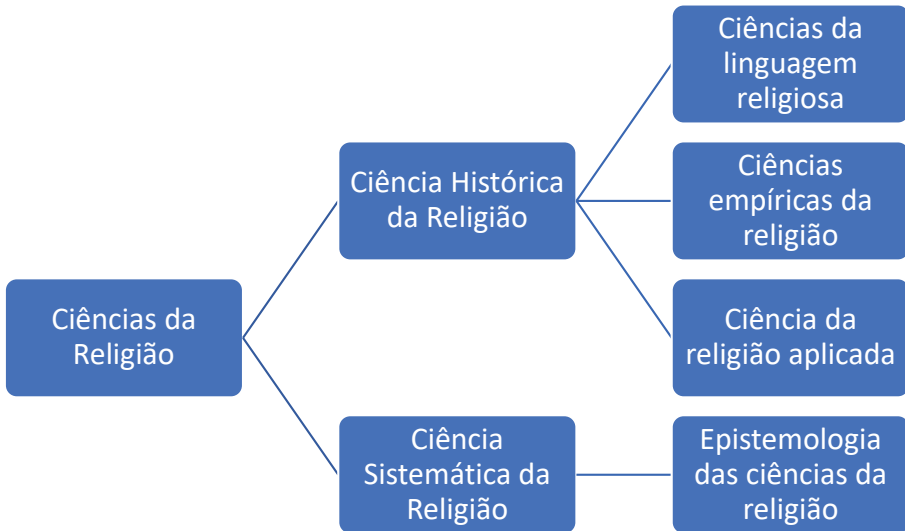 Ciências da
Religião
Ciência Histórica
da Religião
Ciências da
linguagem
religiosa
Ciências
empíricas da
religião
Ciência da
religião aplicada
Ciência
Sistemática da
Religião
Epistemologia
das ciências da
religião